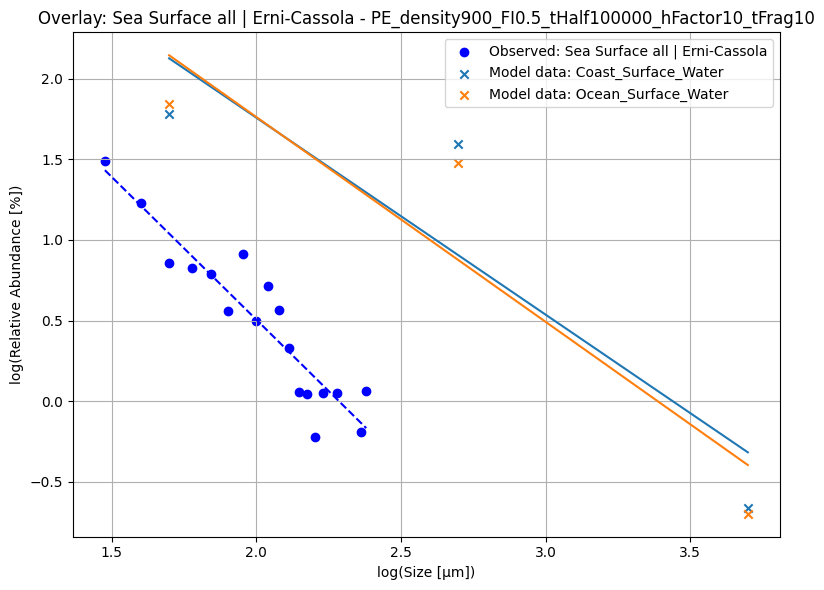 Overlay: Sea Surface all | Erni-Cassola - PE_density900_FI0.5_tHalf100000_hFactor10_tFrag10
Observed: Sea Surface all | Erni-Cassola
Model data: Coast_Surface_Water
Model data: Ocean_Surface_Water
log(Relative Abundance [%])
2.0
1.5
1.0
0.5
0.0
−0.5
1.5
2.0
2.5
3.0
3.5
log(Size [μm])